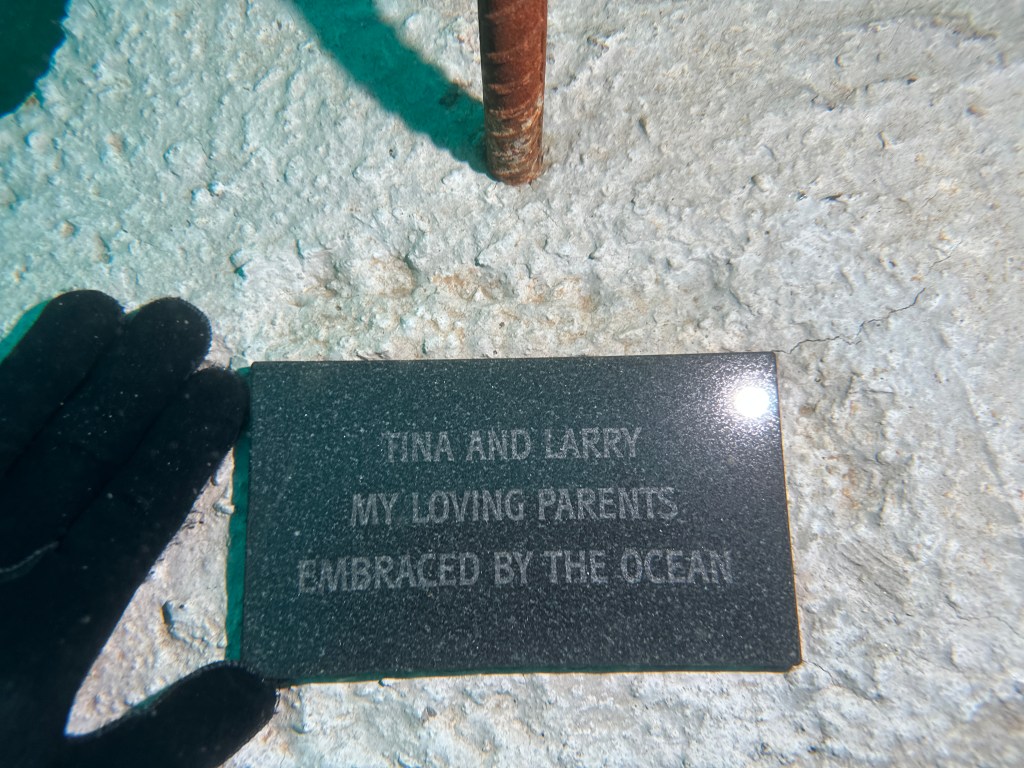 TINA AND LARRY
MY LOVING PARENTS
EMBRACED BY THE OCEAN